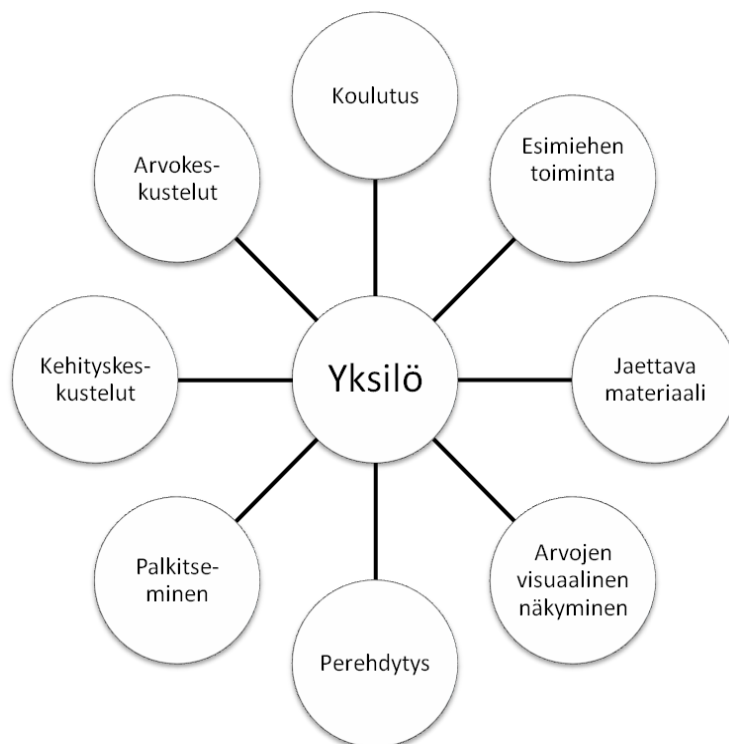 Koulutus
Esimiehen
toiminta
Arvokes-
kustelut
Kehityskes-
kustelut
Yksilö
Jaettava
materiaali
Palkitse-
minen
Arvojen
visuaalinen
näkyminen
Perehdytys